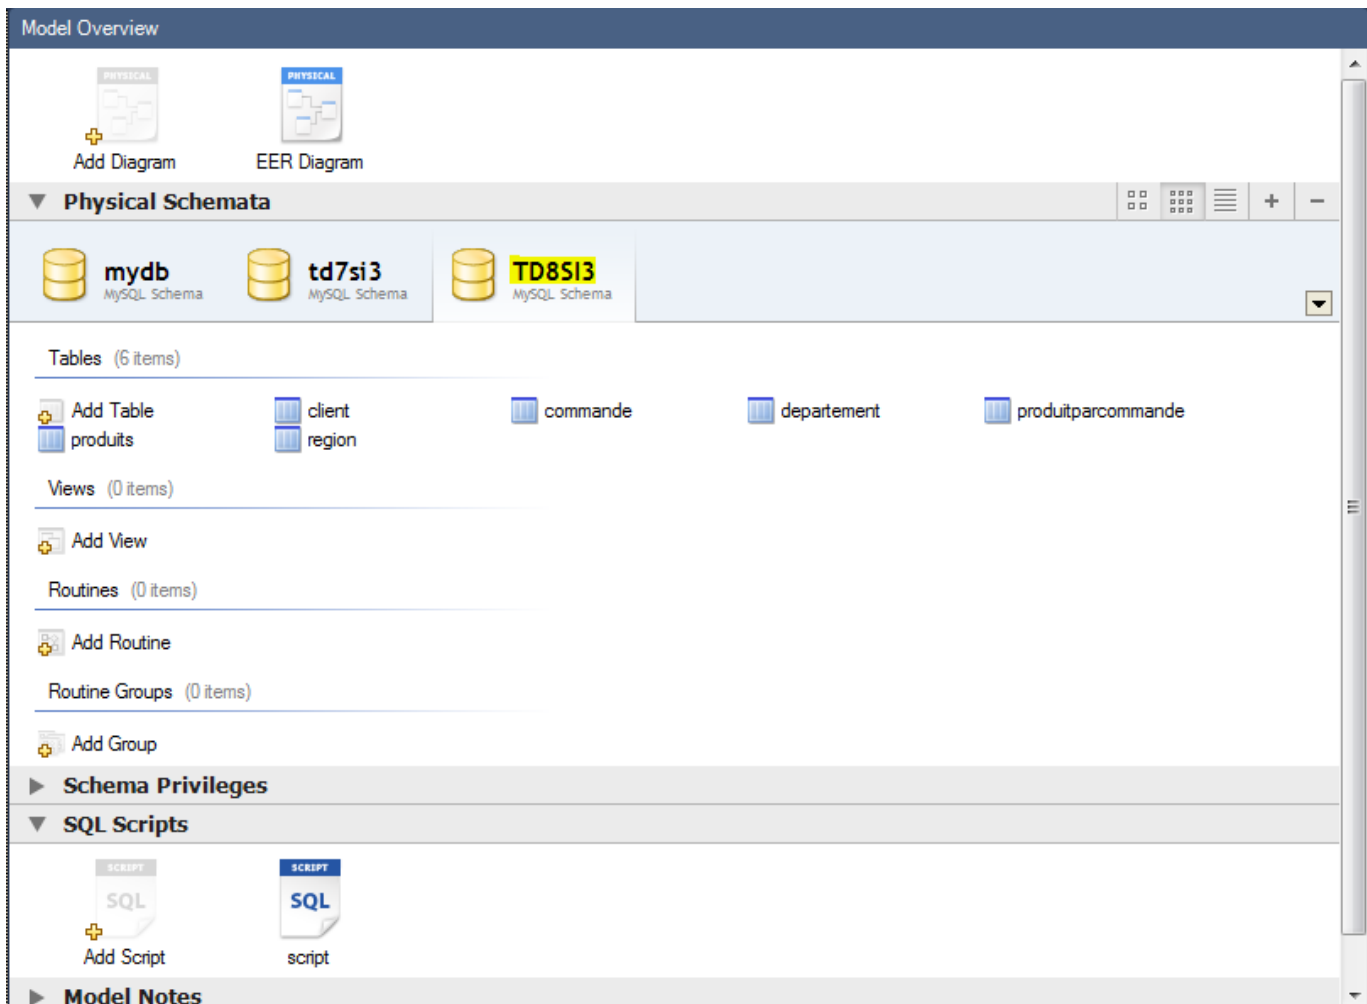 Model Overview
PHYSICAL PHYSICAL
Add Diagram EER Diagram
Physical Schemata
mydb td7si3 TD8SI3
MySQL Schema MySQL Schema MySQL Schema
Tables (6 items)
Add Table client commande departement produitparcommande
produits region
Views (0 items)
Add View
Routines (0 items)
Add Routine
Routine Groups (0 items)
Add Group
Schema Privileges
SQL Scripts
SCRIPT SCRIPT
SQL SQL
Add Script script
Model Notes